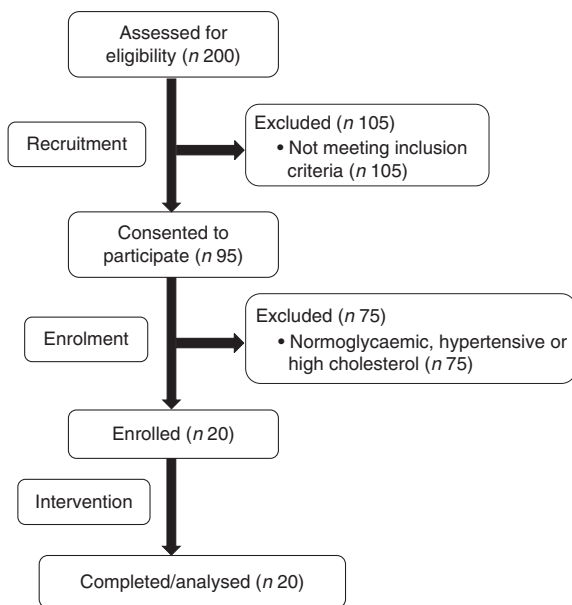 Assessed for
eligibility (n 200)
Recruitment
Excluded (n 105)
• Not meeting inclusion
criteria (n 105)
Consented to
participate (n 95)
Enrolment
Excluded (n 75)
• Normoglycaemic, hypertensive or
high cholesterol (n 75)
Enrolled (n 20)
Intervention
Completed/analysed (n 20)